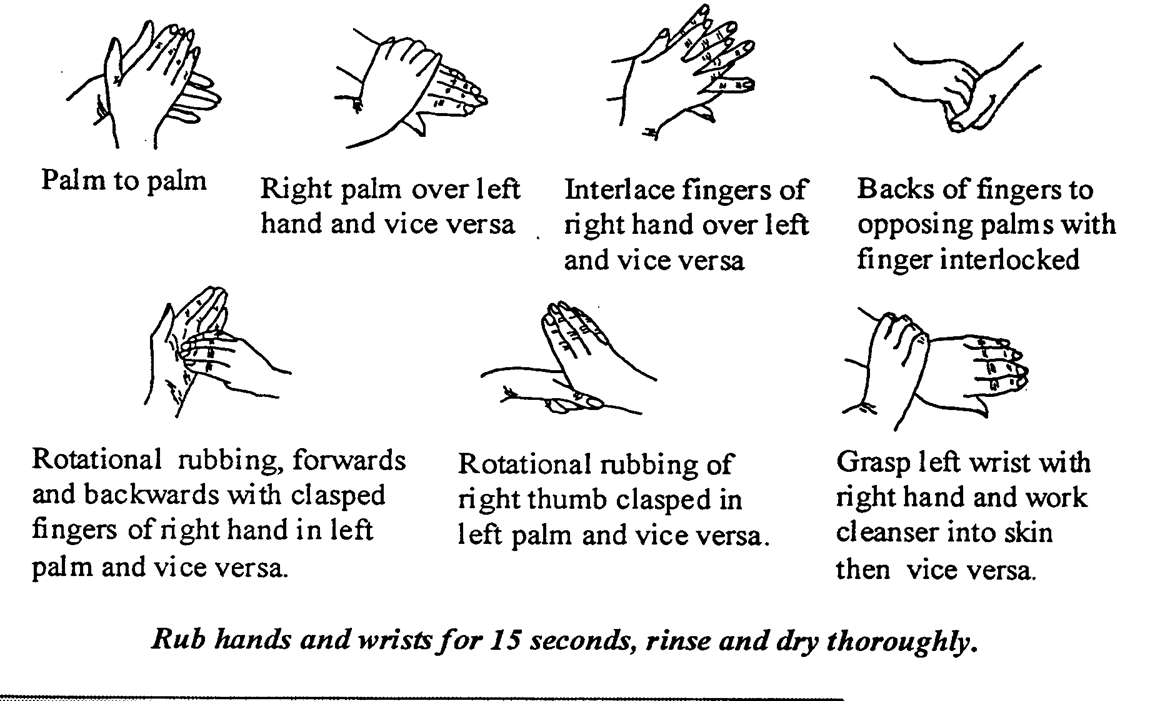 Palm to palm
Right palm over left
hand and vice versa
Interlace fingers of
right hand over left
and vice versa
Backs of fingers to
opposing palms with
finger interlocked
Rotational rubbing, forwards
and backwards with clasped
fingers of right hand in left
palm and vice versa.
Rotational rubbing of
right thumb clasped in
left palm and vice versa.
Grasp left wrist with
right hand and work
cleanser into skin
then vice versa.
Rub hands and wrists for 15 seconds, rinse and dry thoroughly.